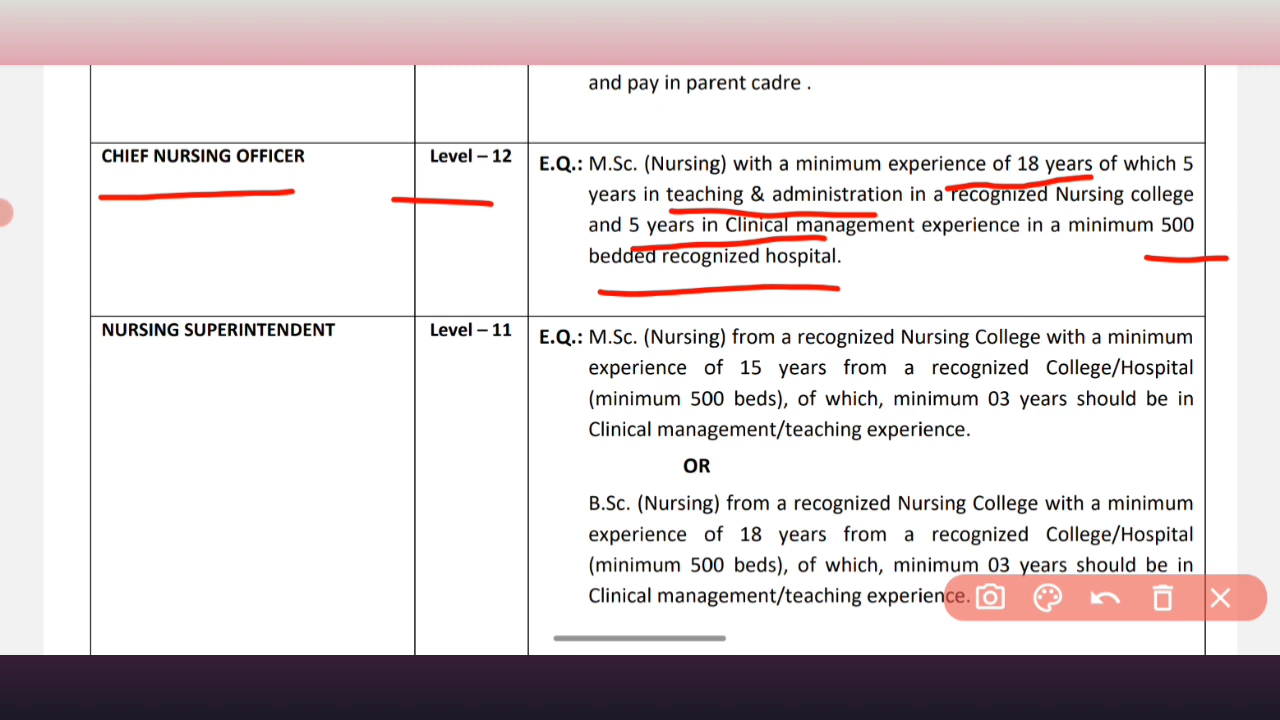 and pay in parent cadre .
CHIEF NURSING OFFICER
Level – 12
E.Q.: M.Sc. (Nursing) with a minimum experience of 18 years of which 5
years in teaching & administration in a recognized Nursing college
and 5 years in Clinical management experience in a minimum 500
bedded recognized hospital.
NURSING SUPERINTENDENT
Level – 11
E.Q.: M.Sc. (Nursing) from a recognized Nursing College with a minimum
experience of 15 years from a recognized College/Hospital
(minimum 500 beds), of which, minimum 03 years should be in
Clinical management/teaching experience.
OR
B.Sc. (Nursing) from a recognized Nursing College with a minimum
experience of 18 years from a recognized College/Hospital
(minimum 500 beds), of which, minimum 03 years should be in
Clinical management/teaching experience.